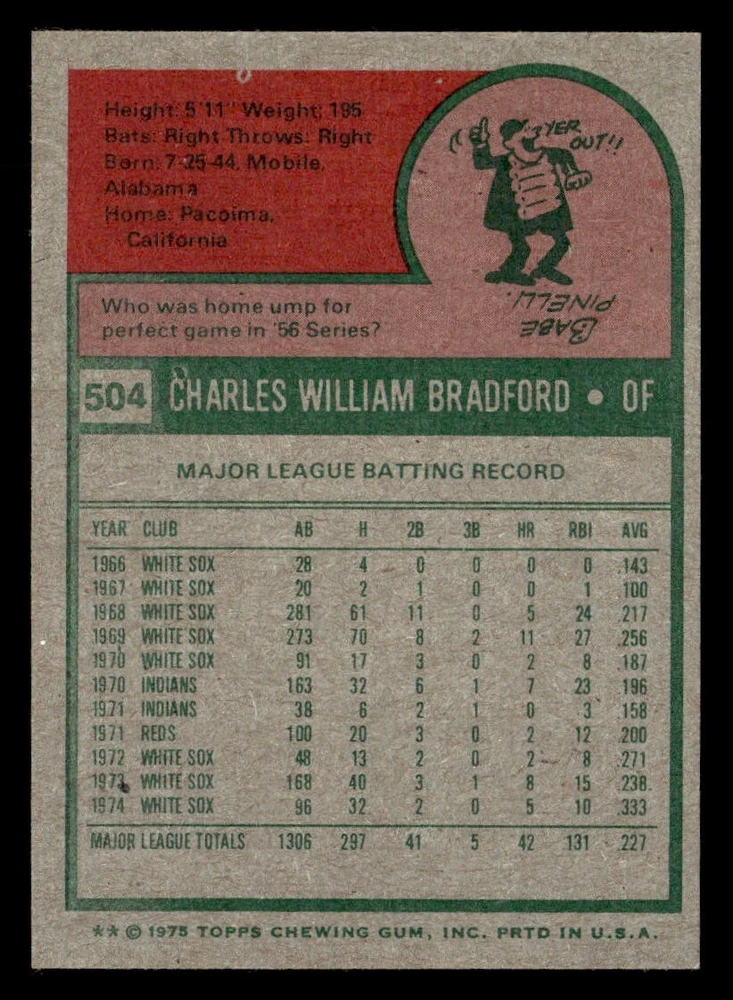 Height: 5'11" Weight: 195
Bats: Right Throws: Right
Born: 7-25-44, Mobile,
Alabama
Home: Pacoima,
California
YER
OUT!!
BABE
PINELLI.
Who was home ump for
perfect game in '56 Series?
504 CHARLES WILLIAM BRADFORD • OF
MAJOR LEAGUE BATTING RECORD
YEAR CLUB AB H 2B 3B HR RBI AVG
1966 WHITE SOX 28 4 0 0 0 0 .143
1967 WHITE SOX 20 2 1 0 0 1 .100
1968 WHITE SOX 281 61 11 0 5 24 .217
1969 WHITE SOX 273 70 8 2 11 27 .256
1970 WHITE SOX 91 17 3 0 2 8 .187
1970 INDIANS 163 32 6 1 7 23 .196
1971 INDIANS 38 6 2 1 0 3 .158
1971 REDS 100 20 3 0 2 12 .200
1972 WHITE SOX 48 13 2 0 2 8 .271
1973 WHITE SOX 168 40 3 1 8 15 .238
1974 WHITE SOX 96 32 2 0 5 10 .333
MAJOR LEAGUE TOTALS 1306 297 41 5 42 131 .227
** © 1975 TOPPS CHEWING GUM, INC. PRTD IN U.S.A.